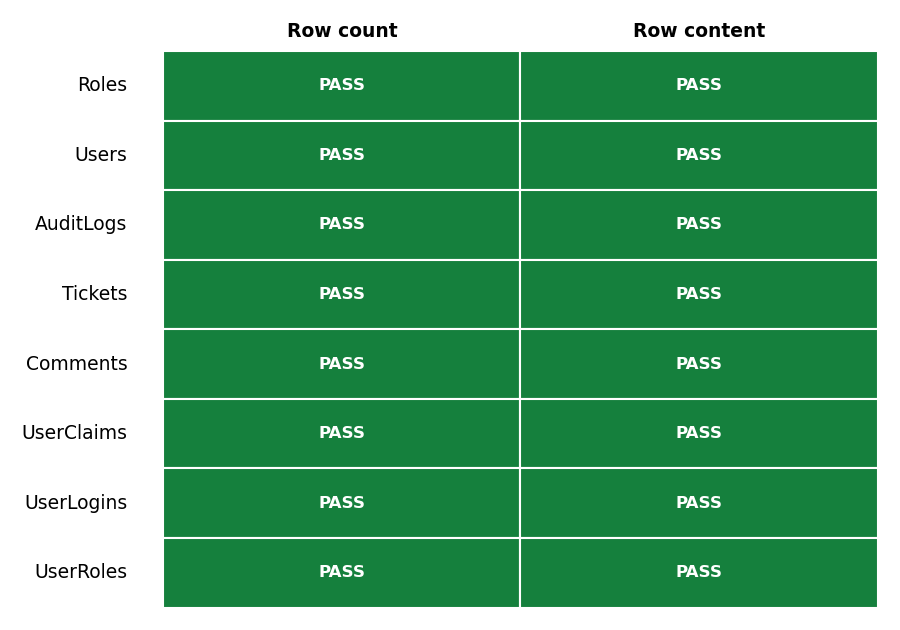 Row count Row content
Roles PASS PASS
Users PASS PASS
AuditLogs PASS PASS
Tickets PASS PASS
Comments PASS PASS
UserClaims PASS PASS
UserLogins PASS PASS
UserRoles PASS PASS